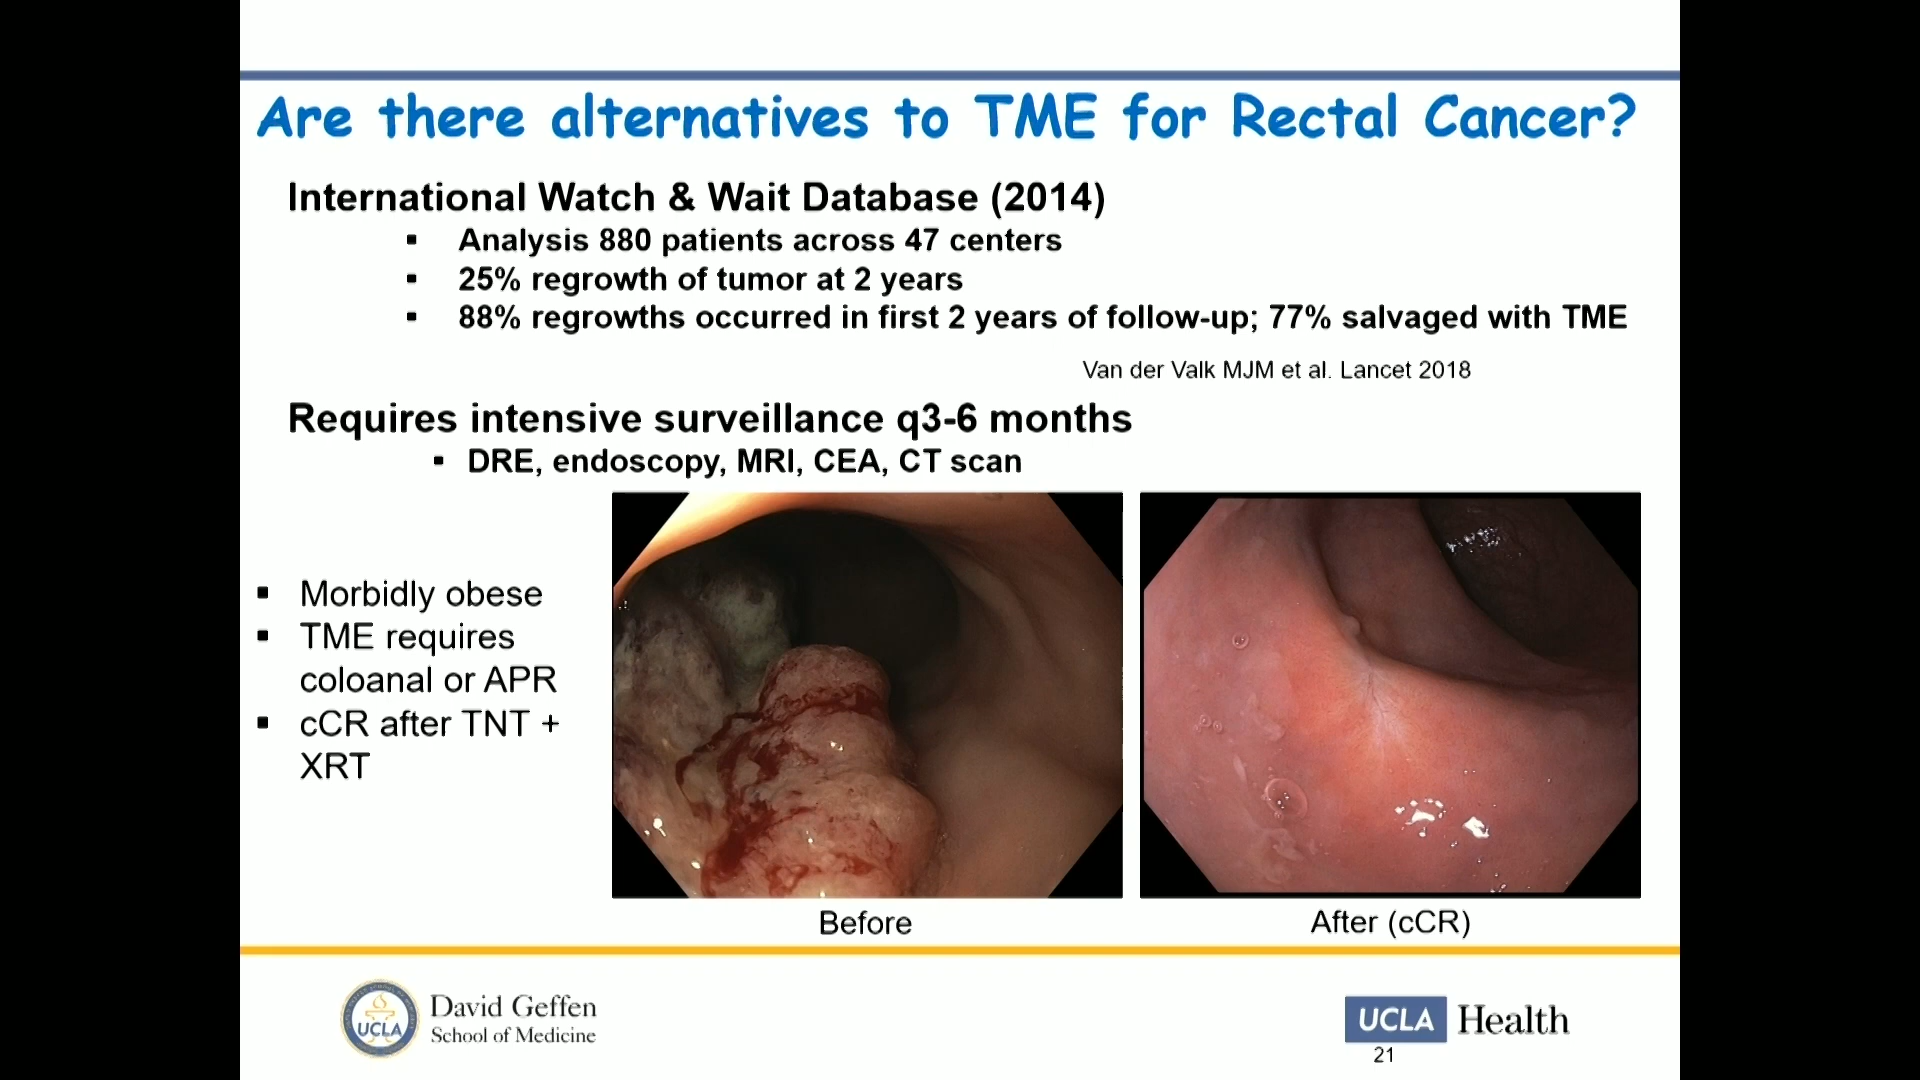 Are there alternatives to TME for Rectal Cancer?
International Watch & Wait Database (2014)
▪ Analysis 880 patients across 47 centers
▪ 25% regrowth of tumor at 2 years
▪ 88% regrowths occurred in first 2 years of follow-up; 77% salvaged with TME
Van der Valk MJM et al. Lancet 2018
Requires intensive surveillance q3-6 months
▪ DRE, endoscopy, MRI, CEA, CT scan
▪ Morbidly obese
▪ TME requires
coloanal or APR
▪ cCR after TNT +
XRT
Before
After (cCR)
UCLA
David Geffen
School of Medicine
UCLA Health
21